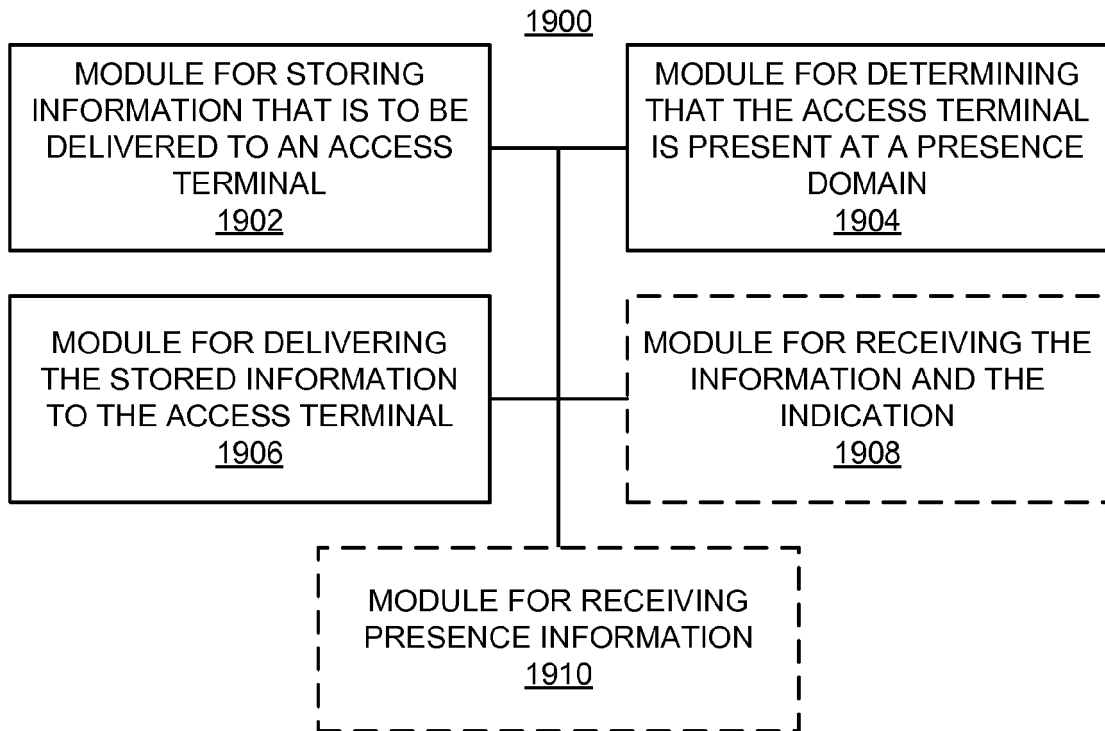 1900
MODULE FOR STORING
INFORMATION THAT IS TO BE
DELIVERED TO AN ACCESS
TERMINAL
1902
MODULE FOR DETERMINING
THAT THE ACCESS TERMINAL
IS PRESENT AT A PRESENCE
DOMAIN
1904
MODULE FOR DELIVERING
THE STORED INFORMATION
TO THE ACCESS TERMINAL
1906
MODULE FOR RECEIVING THE
INFORMATION AND THE
INDICATION
1908
MODULE FOR RECEIVING
PRESENCE INFORMATION
1910